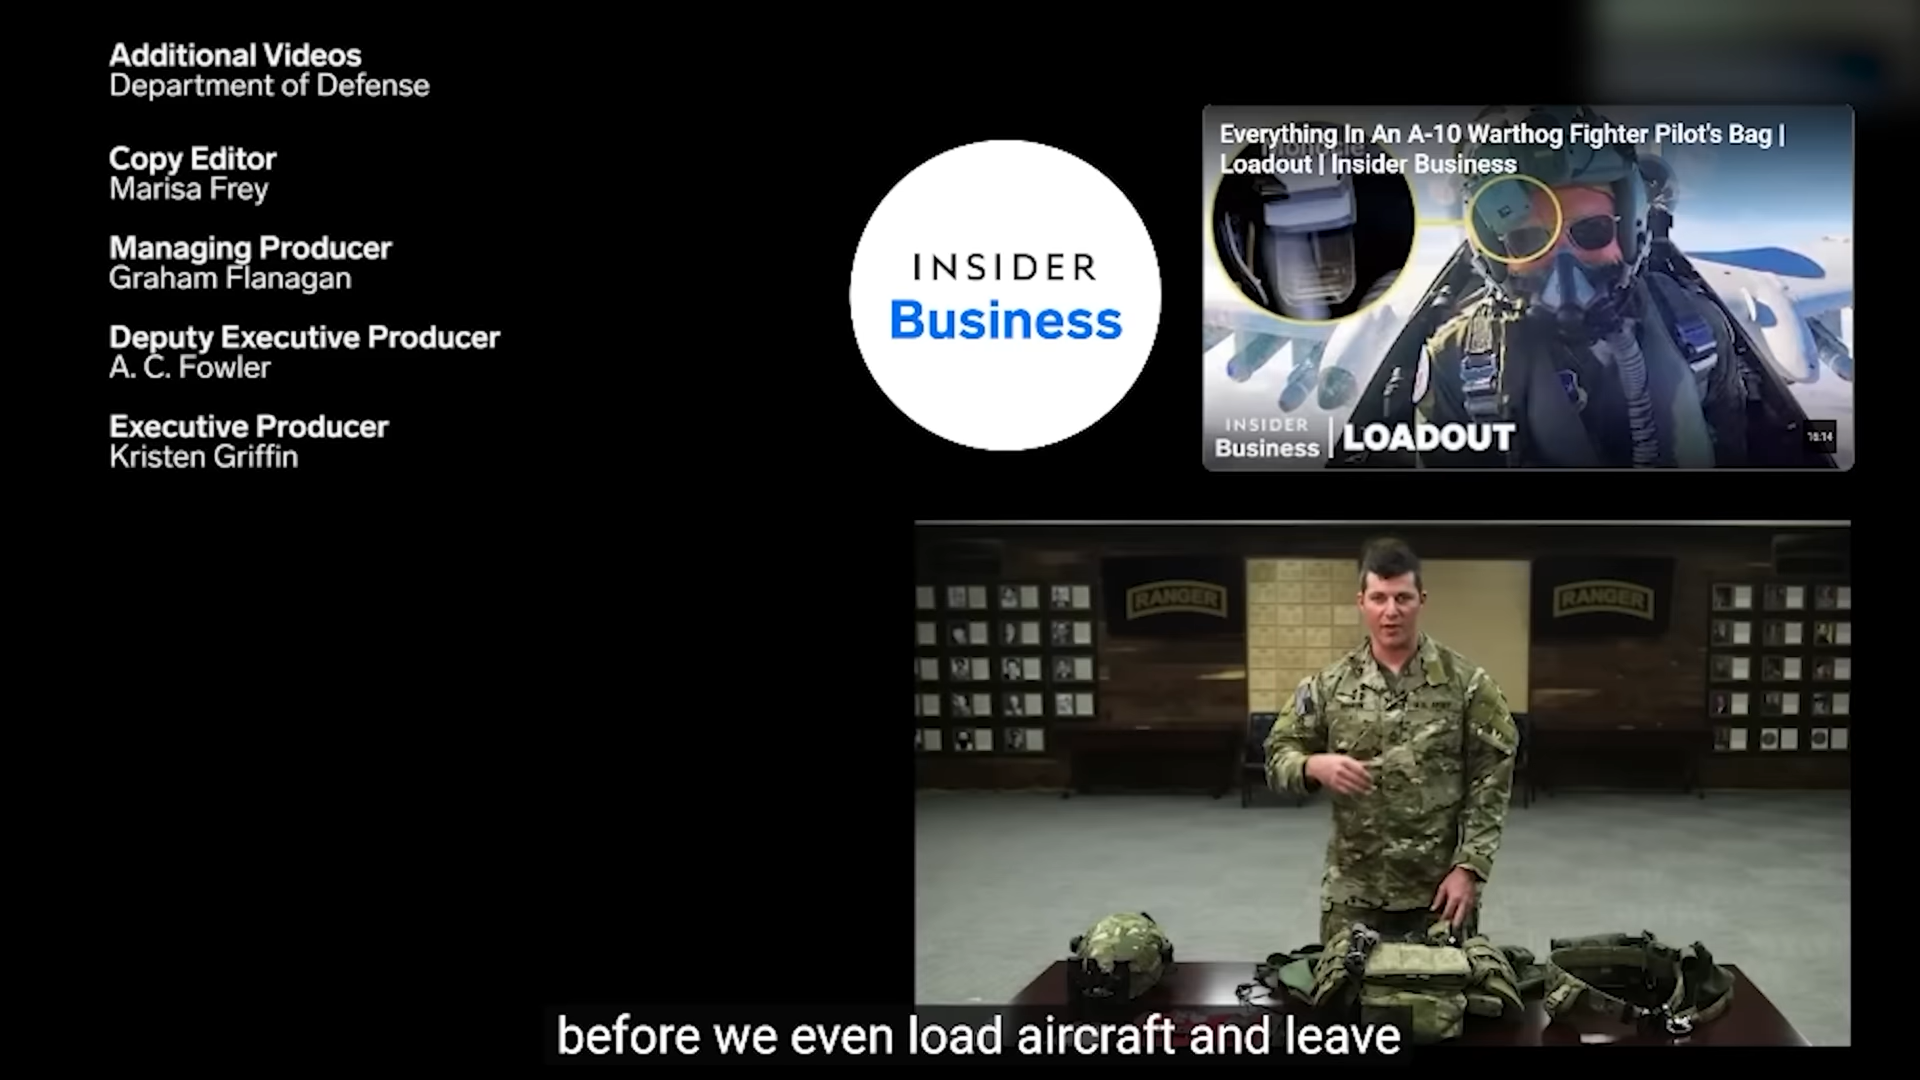 Additional Videos
Department of Defense
Copy Editor
Marisa Frey
Managing Producer
Graham Flanagan
Deputy Executive Producer
A. C. Fowler
Executive Producer
Kristen Griffin
INSIDER
Business
Everything In An A-10 Warthog Fighter Pilot's Bag |
Loadout | Insider Business
INSIDER
Business
LOADOUT
16:14
RANGER
RANGER
before we even load aircraft and leave